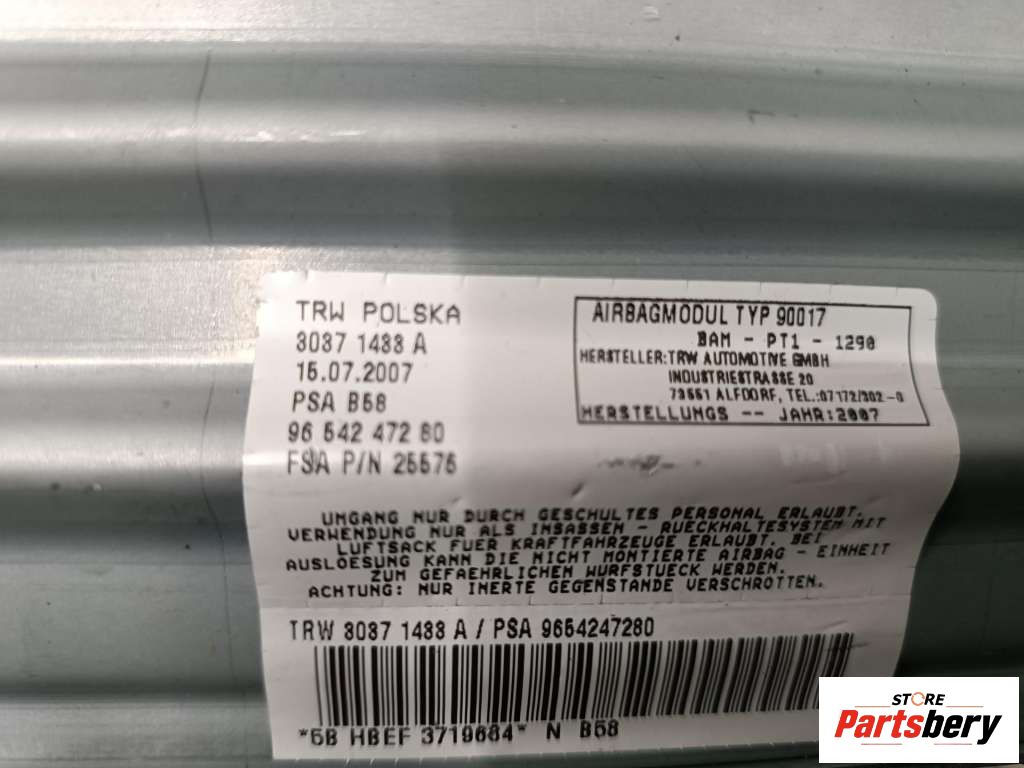 TRW POLSKA
3037 1433 A
15.07.2007
PSA B58
96 542 472 80
FSA P/N 25575
AIRBAGMODUL TYP 90017
BAM - PT1 - 1290
HERSTELLER:TRW AUTOMOTIVE GMBH
INDUSTRIESTRASSE 20
73551 ALFDORF, TEL.:07172/302-0
HERSTELLUNGS -- JAHR:2007
UMGANG NUR DURCH GESCHULTES PERSONAL ERLAUBT.
VERWENDUNG NUR ALS INSASSEN - RUECKHALTESYSTEM MIT
LUFTSACK FUER KRAFTFAHRZEUGE ERLAUBT. BEI
AUSLOESUNG KANN DIE NICHT MONTIERTE AIRBAG - EINHEIT
ZUM GEFAEHRLICHEN WURFSTUECK WERDEN.
ACHTUNG: NUR INERTE GEGENSTANDE VERSCHROTTEN.
TRW 3037 1433 A / PSA 9654247280
*5B HBEF 3719684* N B58
STORE
Partsbery